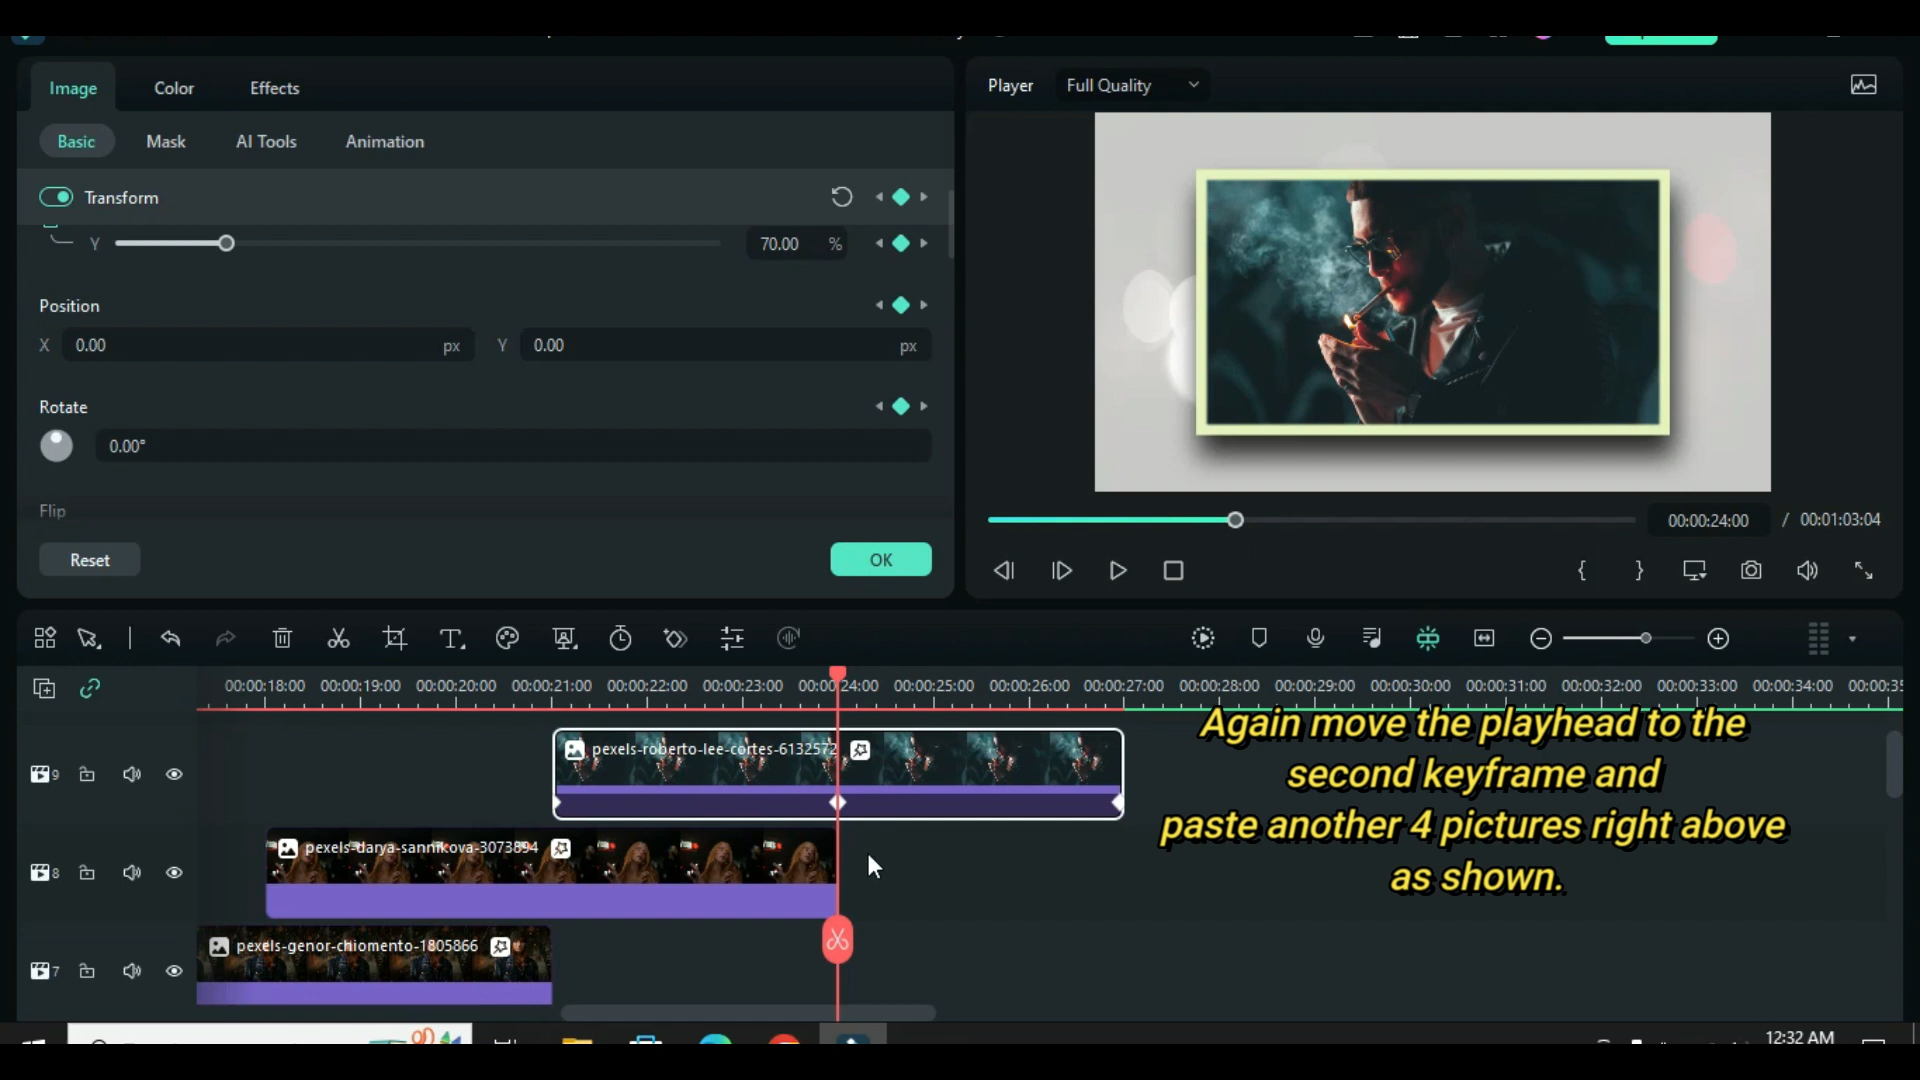 Image
Color
Effects
Player
Full Quality
Basic
Mask
AI Tools
Animation
Transform
Y
70.00
%
Position
X
0.00
px
Y
0.00
px
Rotate
0.00°
Flip
Reset
OK
00:00:24:00
/
00:01:03:04
00:00:18:00
00:00:19:00
00:00:20:00
00:00:21:00
00:00:22:00
00:00:23:00
00:00:24:00
00:00:25:00
00:00:26:00
00:00:27:00
00:00:28:00
00:00:29:00
00:00:30:00
00:00:31:00
00:00:32:00
00:00:33:00
00:00:34:00
Again move the playhead to the
second keyframe and
paste another 4 pictures right above
as shown.
9
pexels-roberto-lee-cortes-6132572
8
pexels-darya-sannikova-3073894
7
pexels-genor-chiomento-1805866
12:32 AM